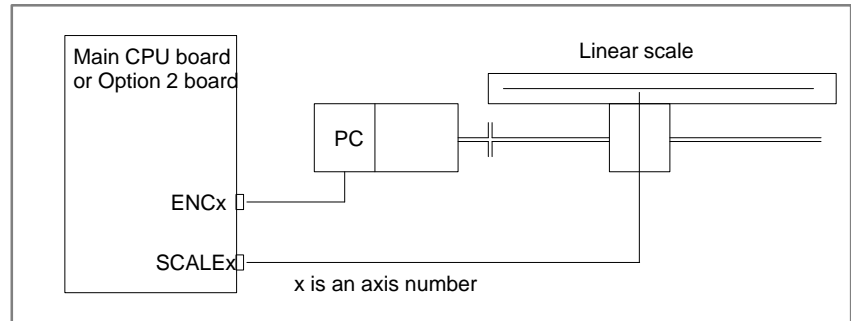 Main CPU board
or Option 2 board
Linear scale
PC
ENCx
SCALEx
x is an axis number